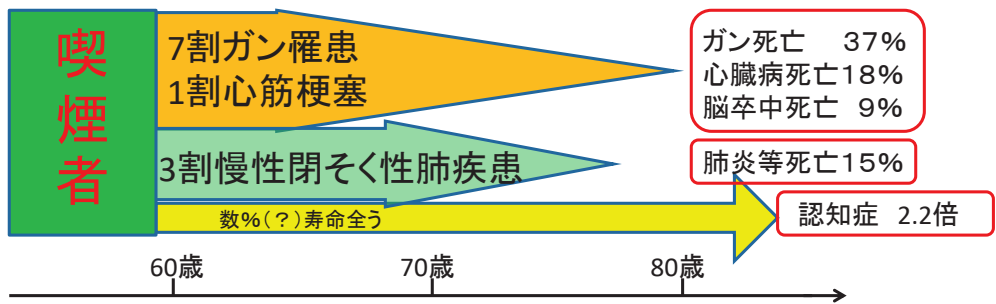 喫煙者
7割ガン罹患
1割心筋梗塞
3割慢性閉そく性肺疾患
数%(?)寿命全う
ガン死亡 37%
心臓病死亡18%
脳卒中死亡 9%
肺炎等死亡15%
認知症 2.2倍
60歳 70歳 80歳